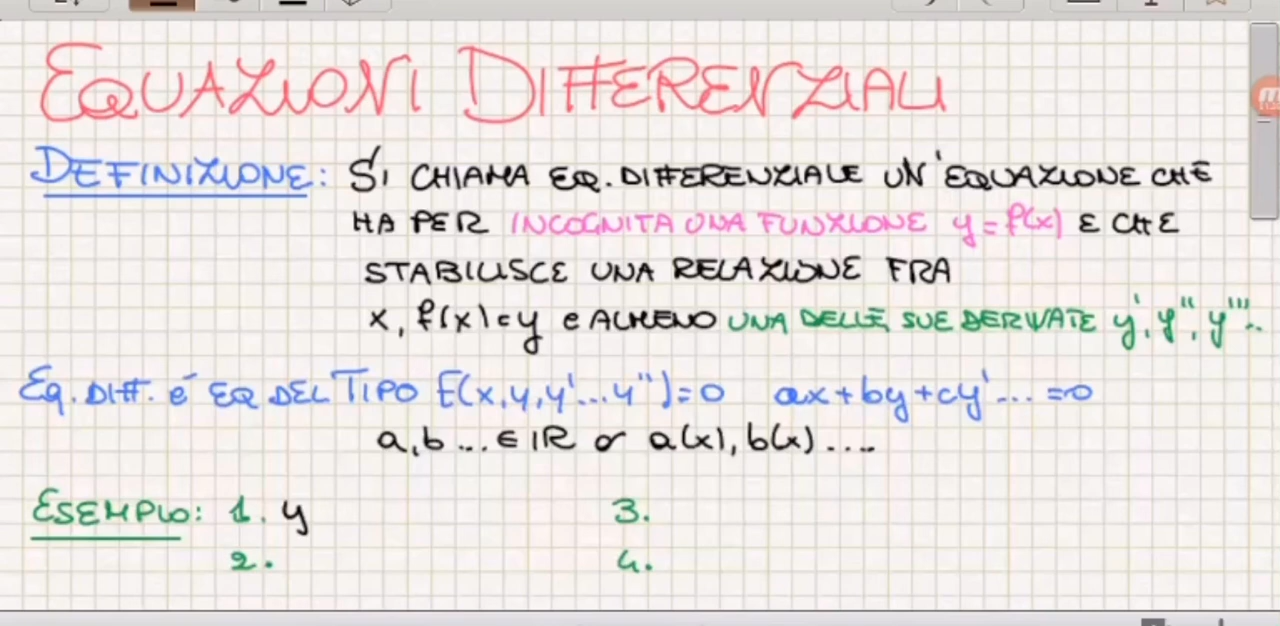 EQUAZIONI DIFFERENZIALI
DEFINIZIONE: SI CHIAMA EQ. DIFFERENZIALE UN'EQUAZIONE CHE
HA PER INCOGNITA UNA FUNZIONE y = f(x) E CHE
STABILISCE UNA RELAZIONE FRA
x, f(x)=y e ALMENO UNA DELLE SUE DERIVATE y', y'', y'''..
EQ. DIFF. é EQ DEL TIPO F(x,y,y'...y'')=0 ax+by+cy'... =0
a,b ... ∈ IR or a(x), b(x) ....
ESEMPIO: 1. y 3.
2. 4.